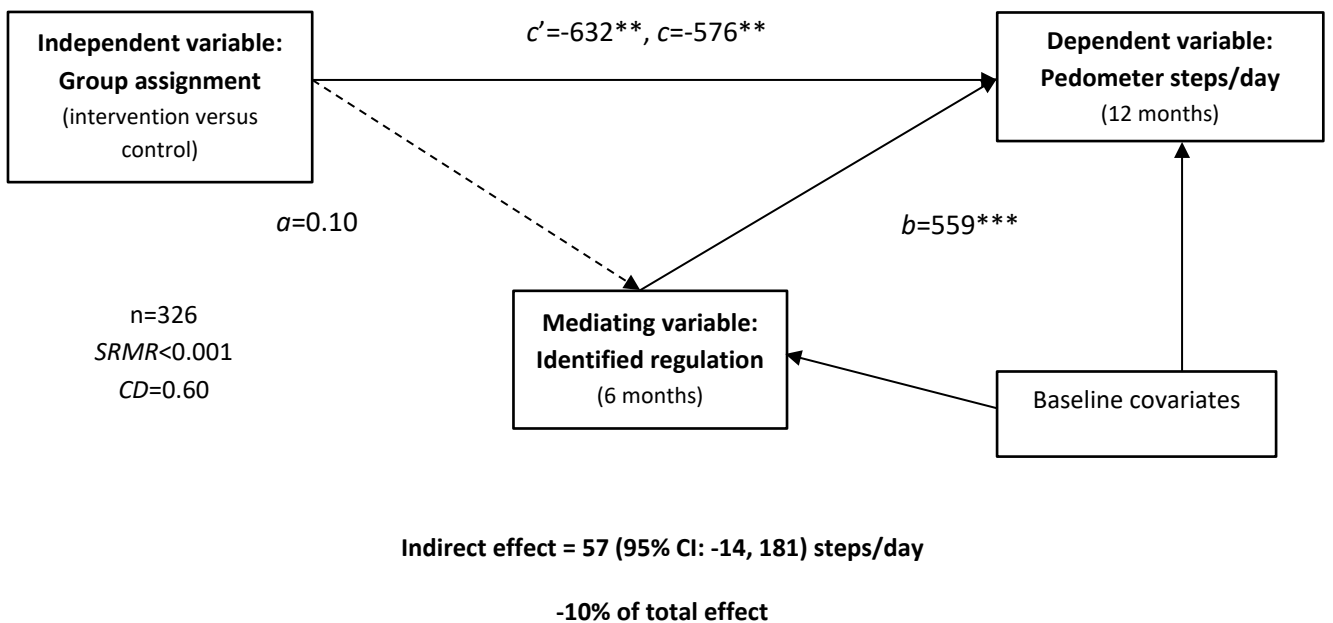 Independent variable:
Group assignment
(intervention versus
control)
c’=-632**, c=-576**
Dependent variable:
Pedometer steps/day
(12 months)
a=0.10
b=559***
n=326
SRMR<0.001
CD=0.60
Mediating variable:
Identified regulation
(6 months)
Baseline covariates
Indirect effect = 57 (95% CI: -14, 181) steps/day
-10% of total effect